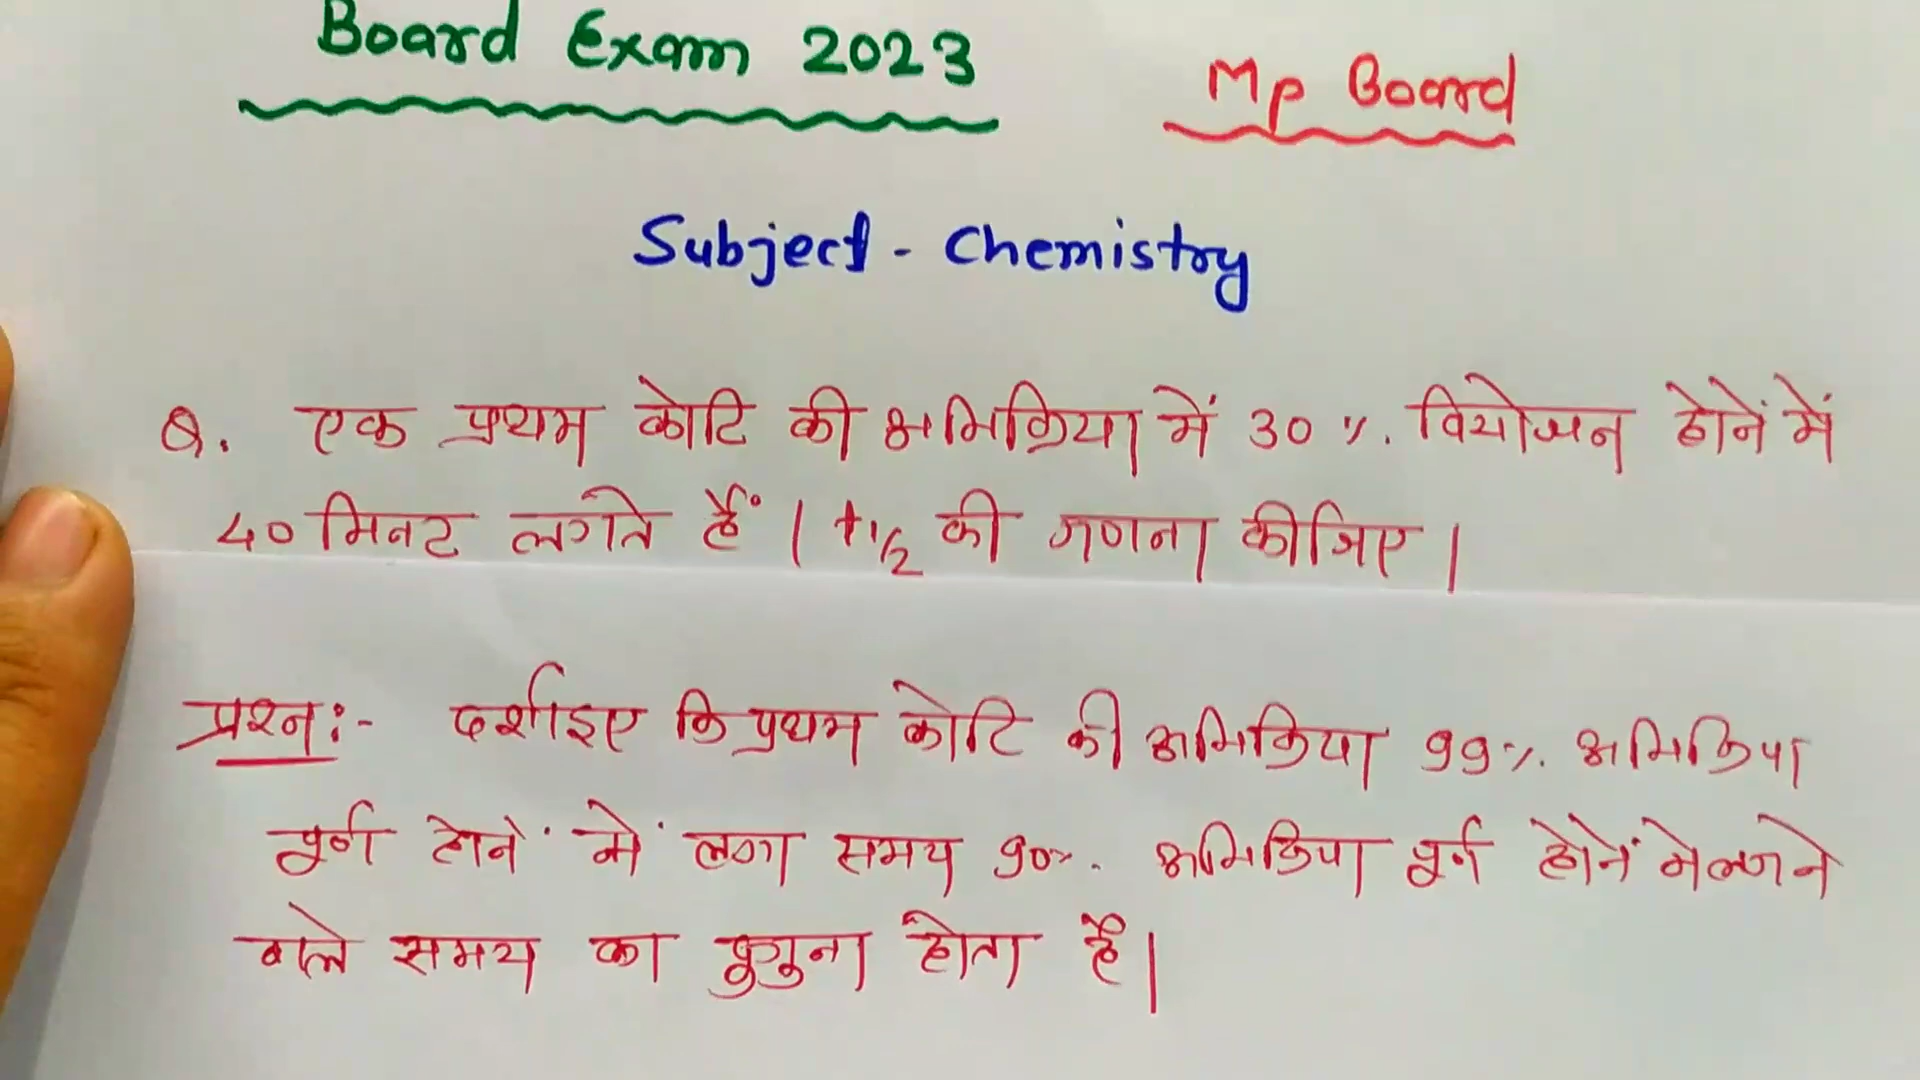 Board Exam 2023
Mp Board
Subject - Chemistry
Q. एक प्रथम कोटि की अभिक्रिया में 30 %. वियोजन होनें में
40 मिनट लगते हैं । t1/2 की गणना कीजिए ।
प्रश्न:- दर्शाइए कि प्रथम कोटि की अभिक्रिया 99%. अभिक्रिया
पूर्ण होने में लगा समय 90%. अभिक्रिया पूर्ण होनें मे लगने
वाले समय का दुगुना होता है ।